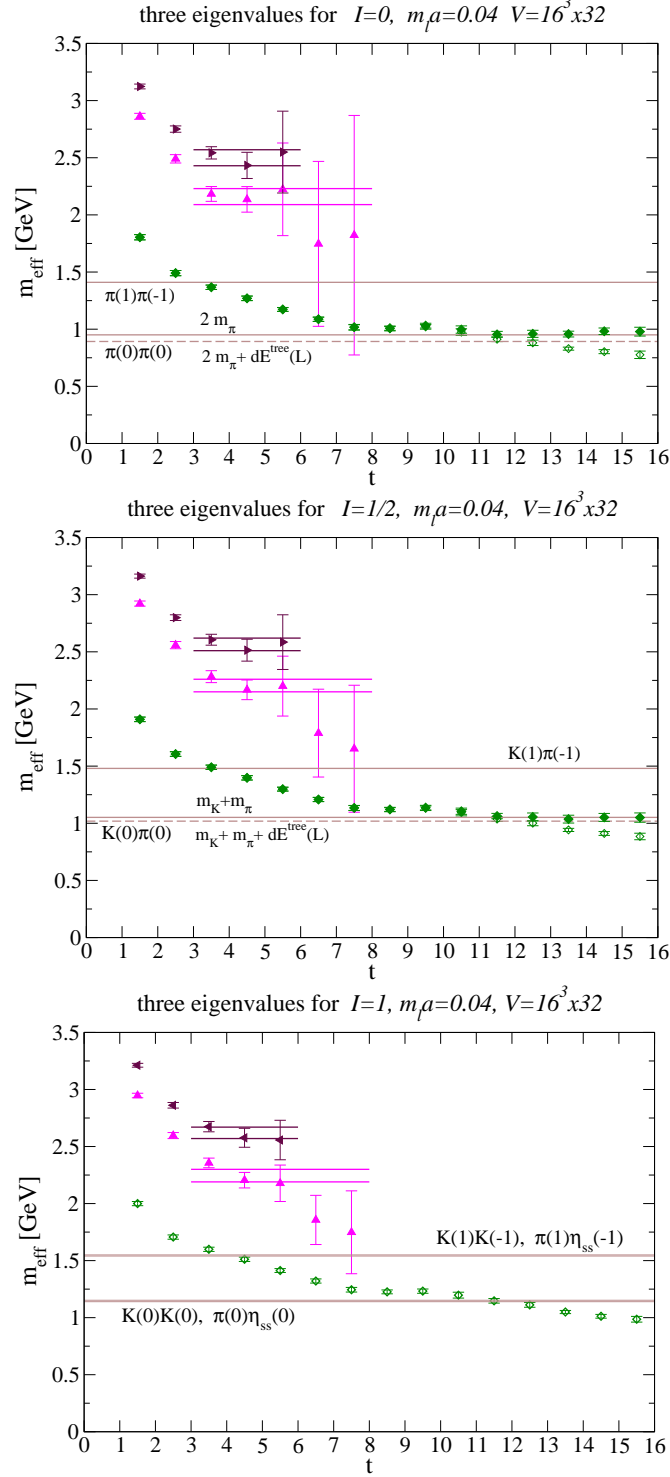 three eigenvalues for I=0, m_l a=0.04 V=16^3x32
3.5
3
2.5
2
1.5
1
0.5
0
m_eff [GeV]
π(1)π(-1)
2 m_π
π(0)π(0)
2 m_π + dE^tree(L)
0 1 2 3 4 5 6 7 8 9 10 11 12 13 14 15 16
t
three eigenvalues for I=1/2, m_l a=0.04, V=16^3x32
3.5
3
2.5
2
1.5
1
0.5
0
m_eff [GeV]
K(1)π(-1)
m_K+m_π
K(0)π(0)
m_K + m_π + dE^tree(L)
0 1 2 3 4 5 6 7 8 9 10 11 12 13 14 15 16
t
three eigenvalues for I=1, m_l a=0.04, V=16^3x32
3.5
3
2.5
2
1.5
1
0.5
0
m_eff [GeV]
K(1)K(-1), π(1)η_ss(-1)
K(0)K(0), π(0)η_ss(0)
0 1 2 3 4 5 6 7 8 9 10 11 12 13 14 15 16
t